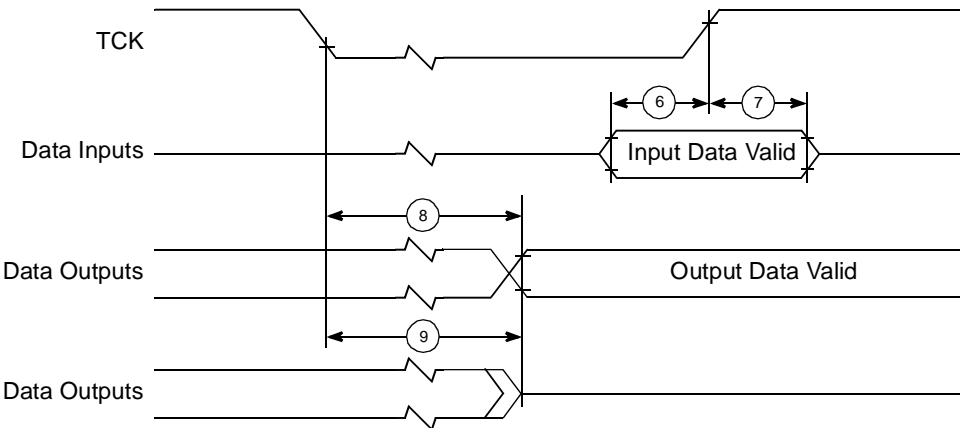 TCK
6
7
Data Inputs
Input Data Valid
8
Data Outputs
Output Data Valid
9
Data Outputs